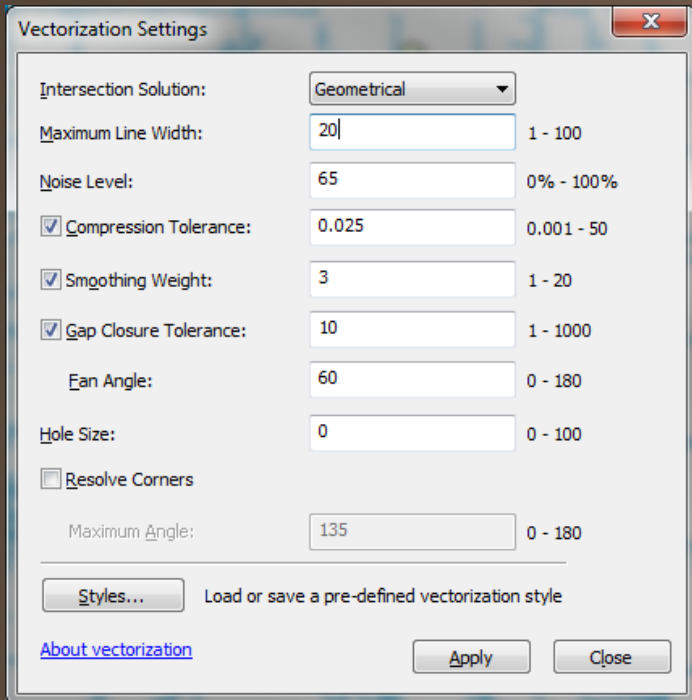 Vectorization Settings
Intersection Solution: Geometrical
Maximum Line Width: 20 1 - 100
Noise Level: 65 0% - 100%
Compression Tolerance: 0.025 0.001 - 50
Smoothing Weight: 3 1 - 20
Gap Closure Tolerance: 10 1 - 1000
Fan Angle: 60 0 - 180
Hole Size: 0 0 - 100
Resolve Corners
Maximum Angle: 135 0 - 180
Styles... Load or save a pre-defined vectorization style
About vectorization Apply Close